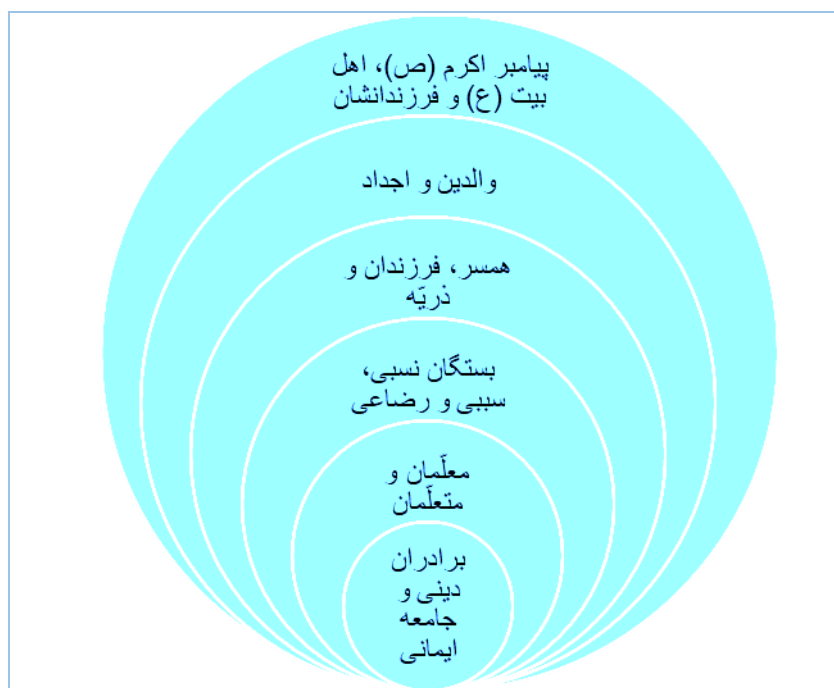 پیامبر اکرم (ص)، اهل
بیت (ع) و فرزندانشان
والدین و اجداد
همسر، فرزندان و
ذریّه
بستگان نسبی،
سببی و رضاعی
معلّمان و
متعلّمان
برادران
دینی و
جامعه
ایمانی